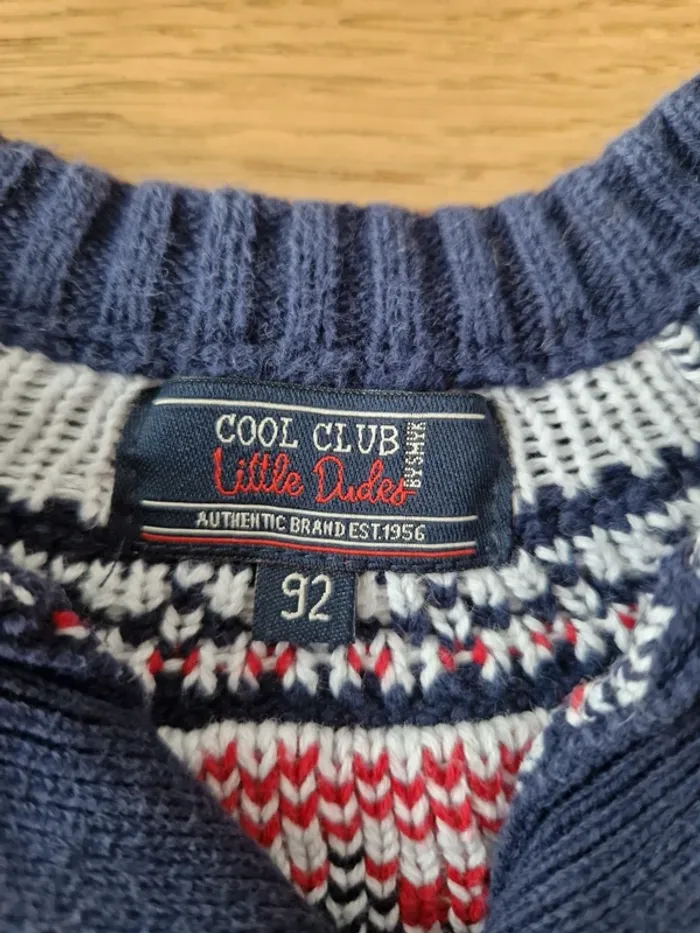 COOL CLUB
BY SMYK
Little Dudes
AUTHENTIC BRAND EST.1956
92